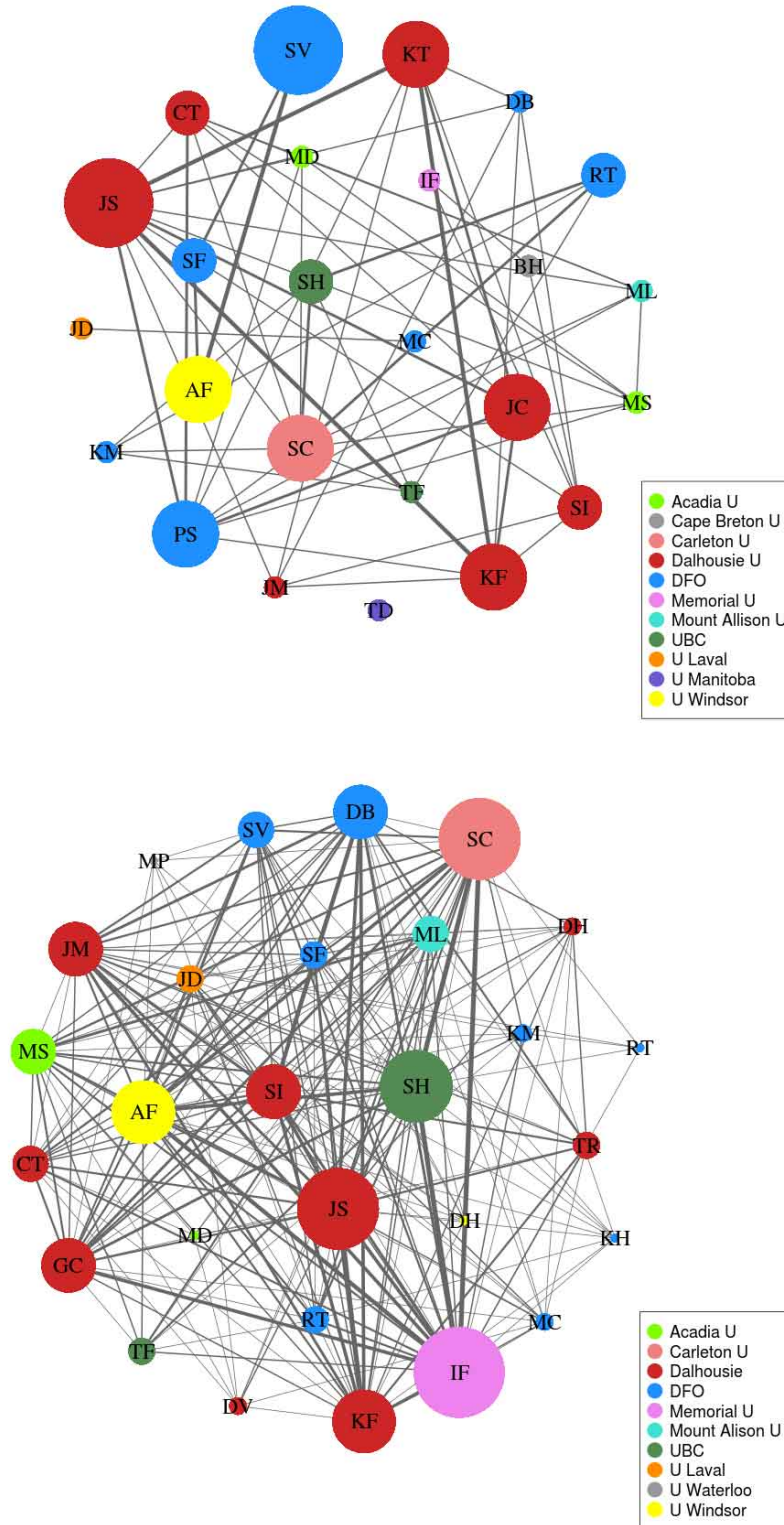 SV
KT
CT
DB
MD
IF
RT
JS
SF
SH
BH
ML
JD
MC
AF
JC
MS
KM
SC
TF
SI
PS
KF
JM
TD
Acadia U
Cape Breton U
Carleton U
Dalhousie U
DFO
Memorial U
Mount Allison U
UBC
U Laval
U Manitoba
U Windsor
SV
DB
SC
MP
JM
SF
ML
DH
JD
KM
RT
MS
SI
SH
AF
CT
TR
JS
DH
MD
KH
GC
RT
MC
TF
IF
DV
KF
Acadia U
Carleton U
Dalhousie
DFO
Memorial U
Mount Alison U
UBC
U Laval
U Waterloo
U Windsor